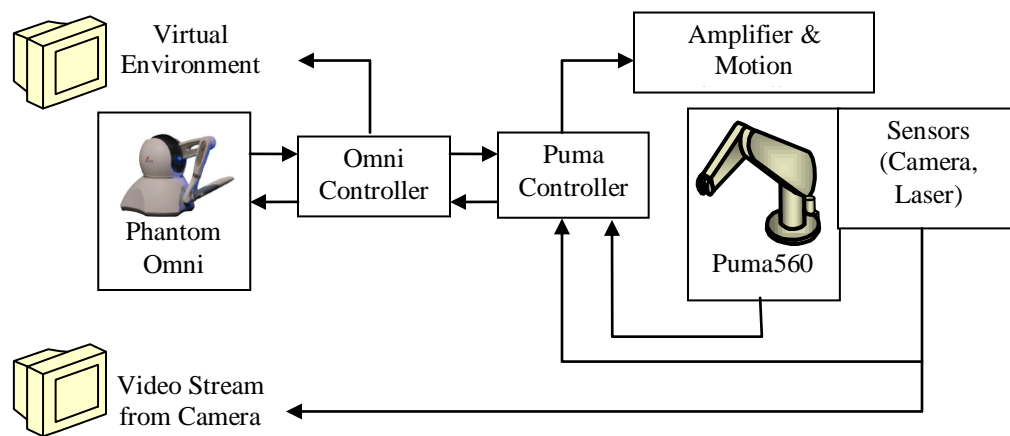 Virtual
Environment
Amplifier &
Motion
Phantom
Omni
Omni
Controller
Puma
Controller
Puma560
Sensors
(Camera,
Laser)
Video Stream
from Camera